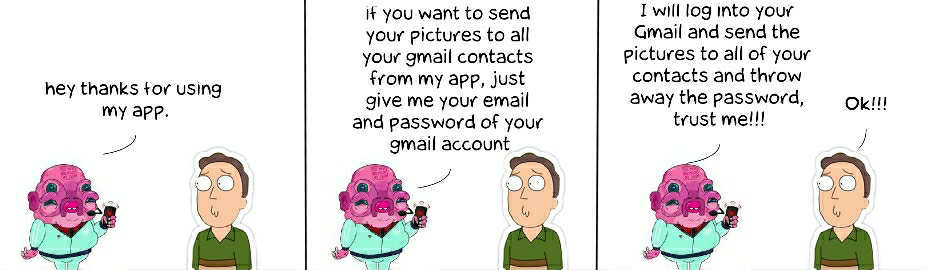 hey thanks for using
my app.
if you want to send
your pictures to all
your gmail contacts
from my app, just
give me your email
and password of your
gmail account
I will log into your
Gmail and send the
pictures to all of your
contacts and throw
away the password,
trust me!!!
Ok!!!